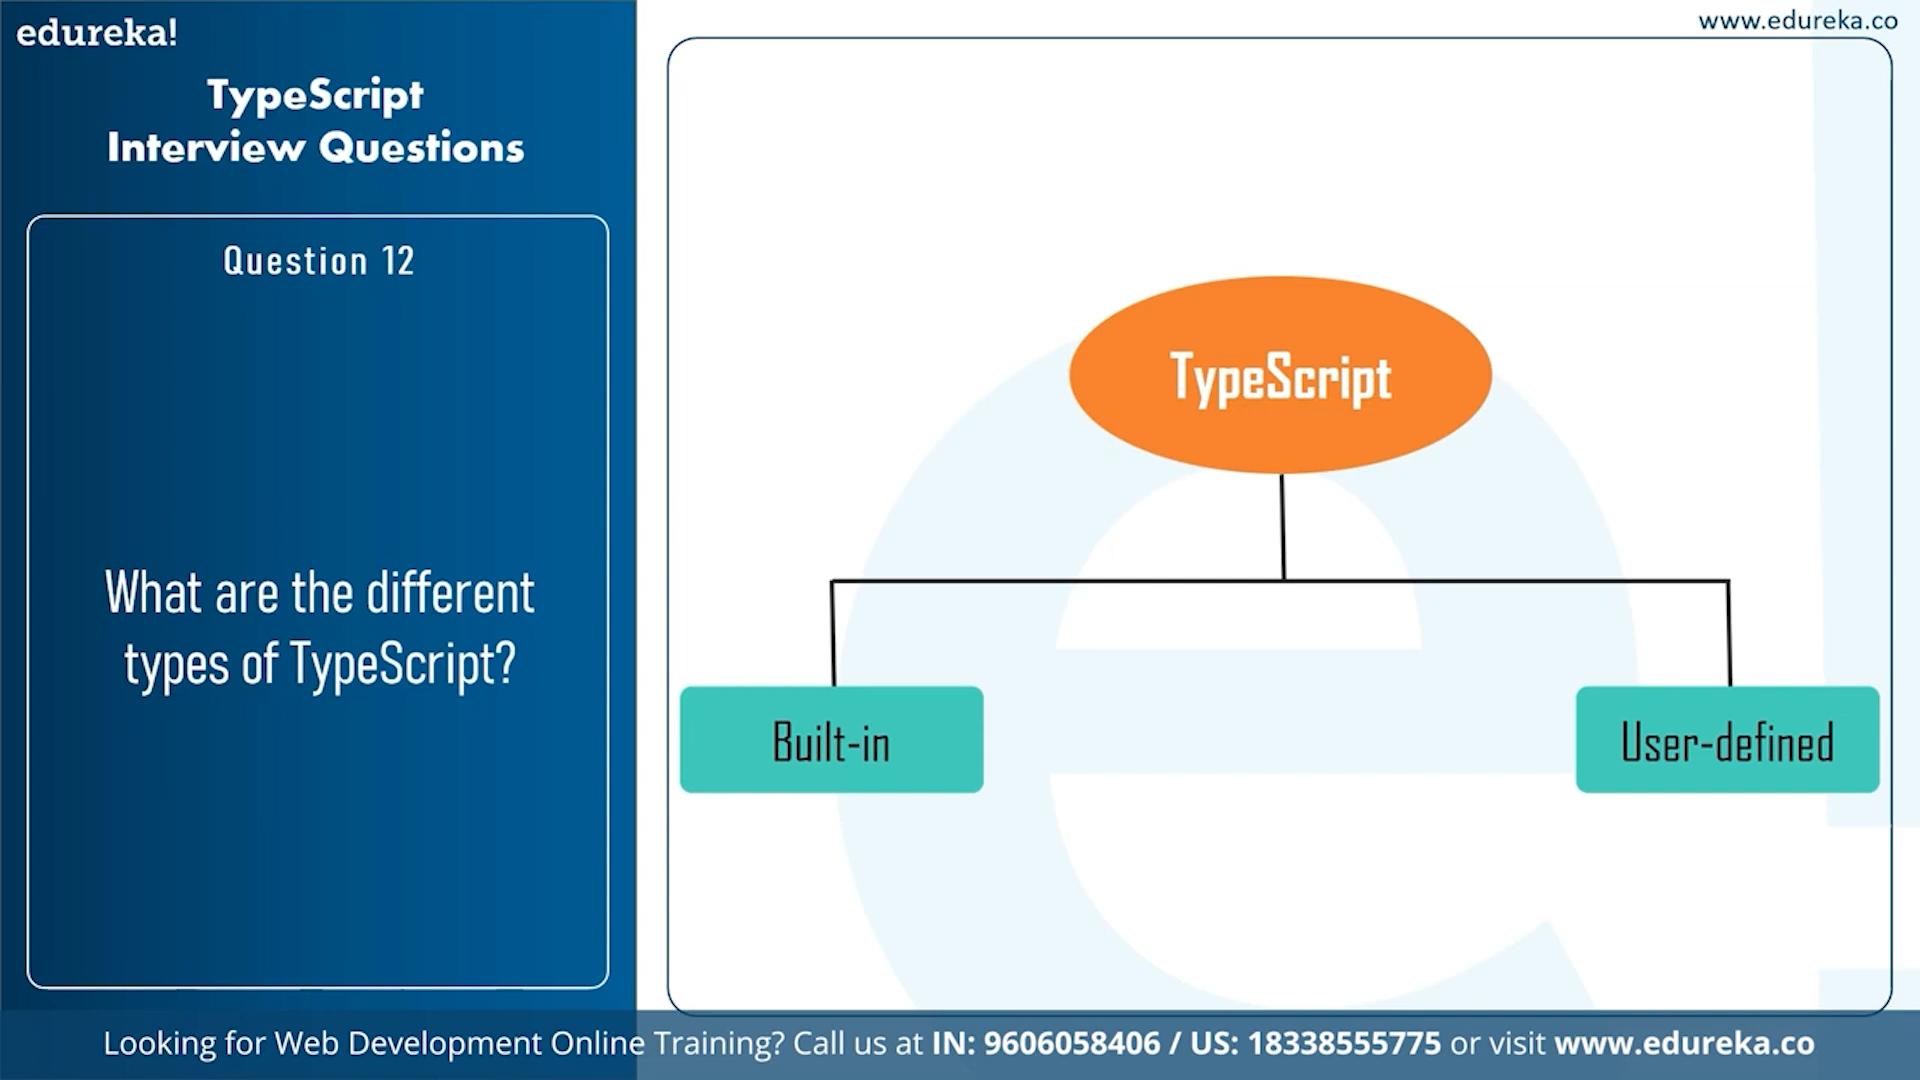 edureka!
www.edureka.co
TypeScript
Interview Questions
Question 12
What are the different
types of TypeScript?
TypeScript
Built-in
User-defined
Looking for Web Development Online Training? Call us at IN: 9606058406 / US: 18338555775 or visit www.edureka.co